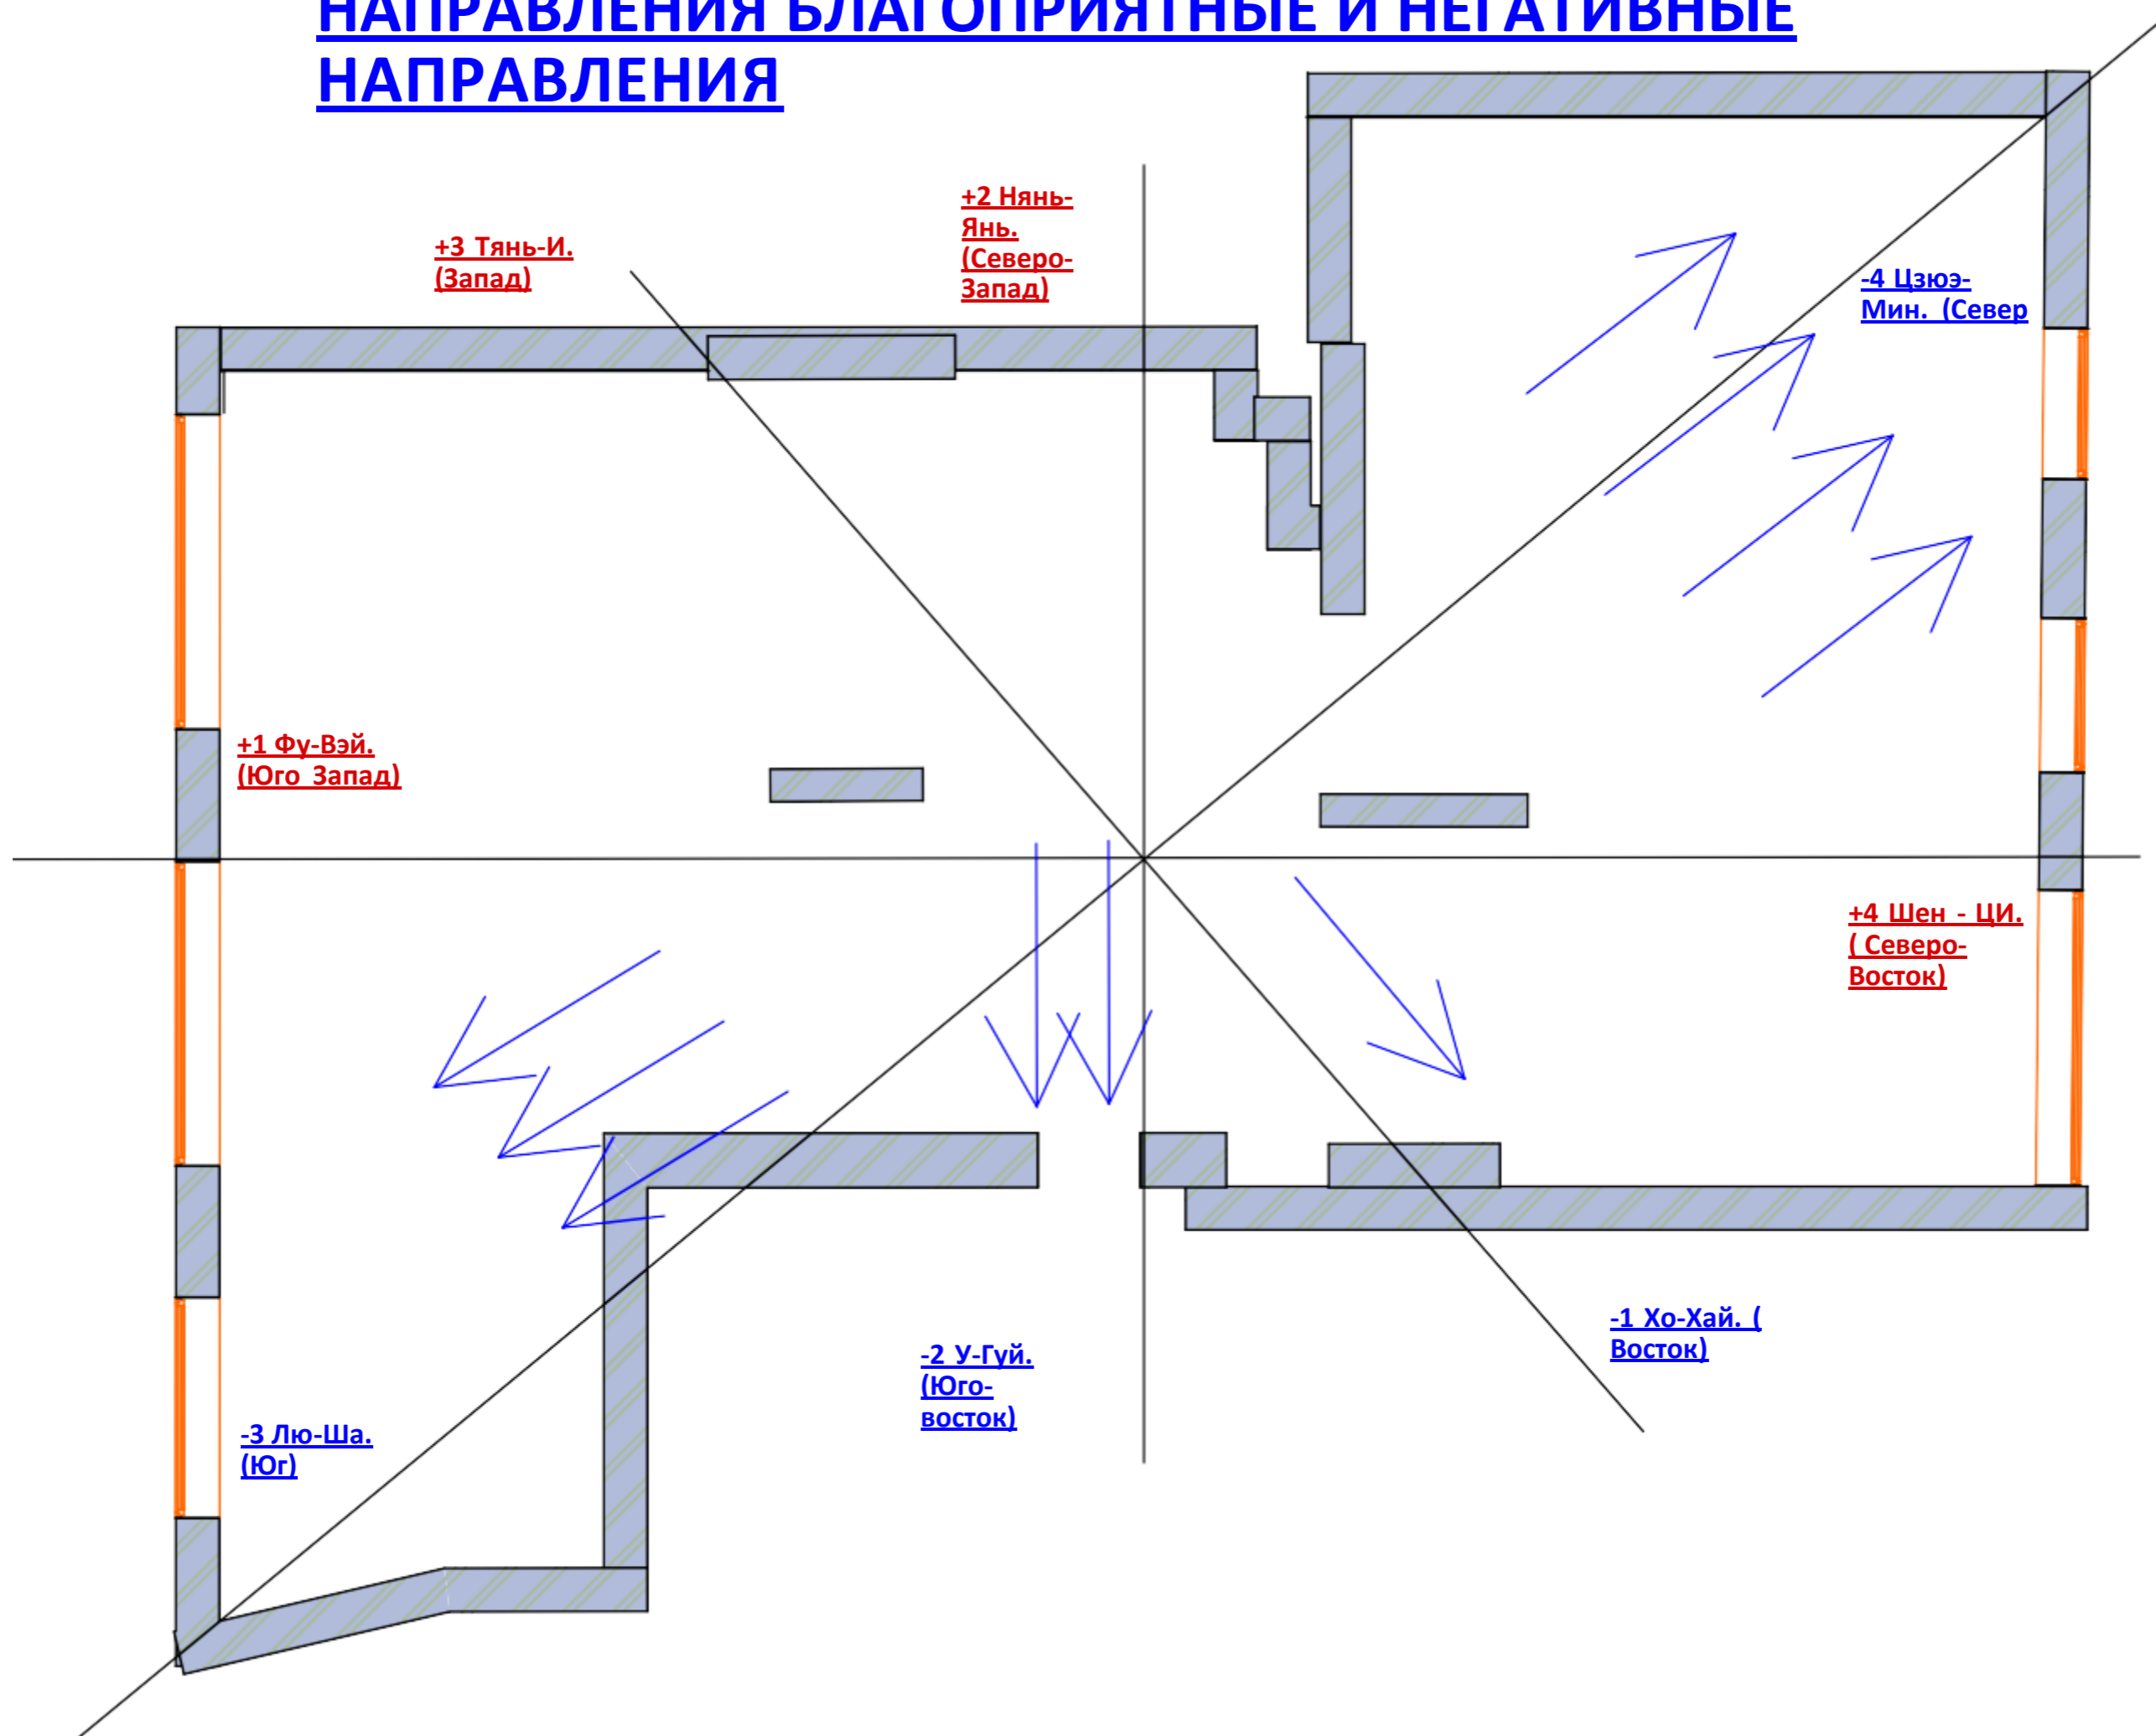 НАПРАВЛЕНИЯ БЛАГОПРИЯТНЫЕ И НЕГАТИВНЫЕ
НАПРАВЛЕНИЯ
+2 Нянь-
Янь.
(Северо-
Запад)
+3 Тянь-И.
(Запад)
-4 Цзюэ-
Мин. (Север
+1 Фу-Вэй.
(Юго Запад)
+4 Шен - ЦИ.
( Северо-
Восток)
-1 Хо-Хай. (
Восток)
-2 У-Гуй.
(Юго-
восток)
-3 Лю-Ша.
(Юг)